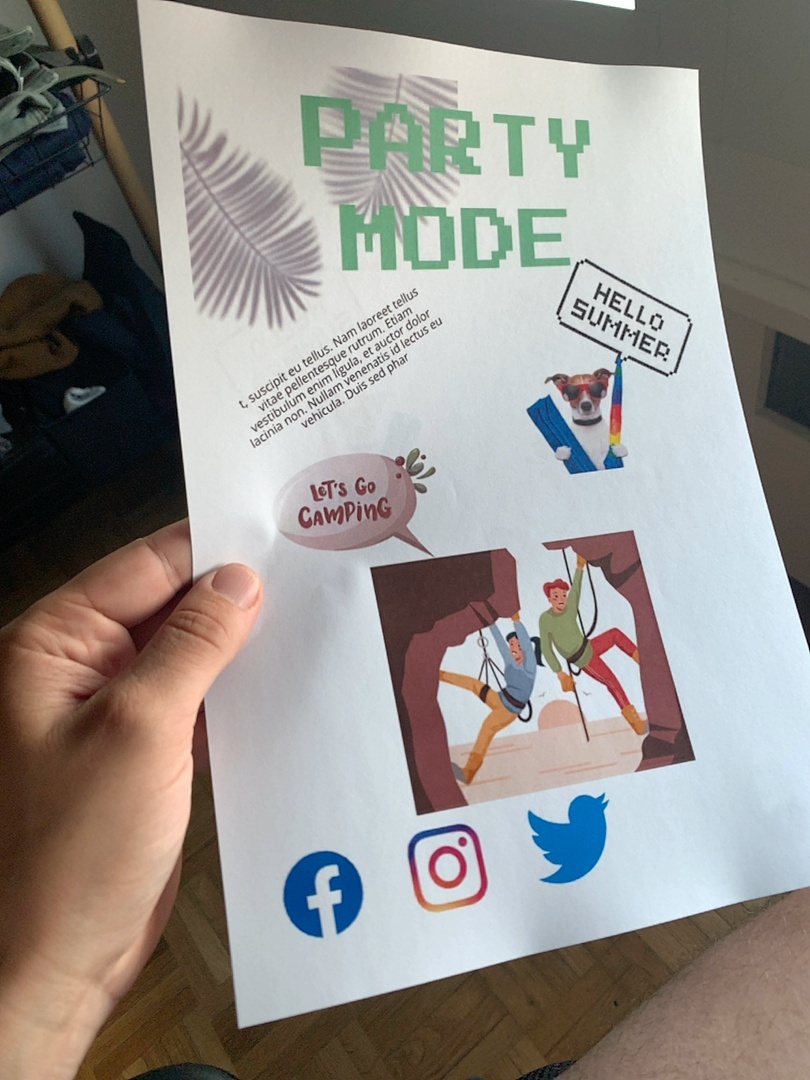 PARTY
MODE
HELLO
SUMMER
t, suscipit eu tellus. Nam laoreet tellus
vitae pellentesque rutrum. Etiam
vestibulum enim ligula, et auctor dolor
lacinia non. Nullam venenatis id lectus eu
vehicula. Duis sed phar
LET'S GO
CAMPING